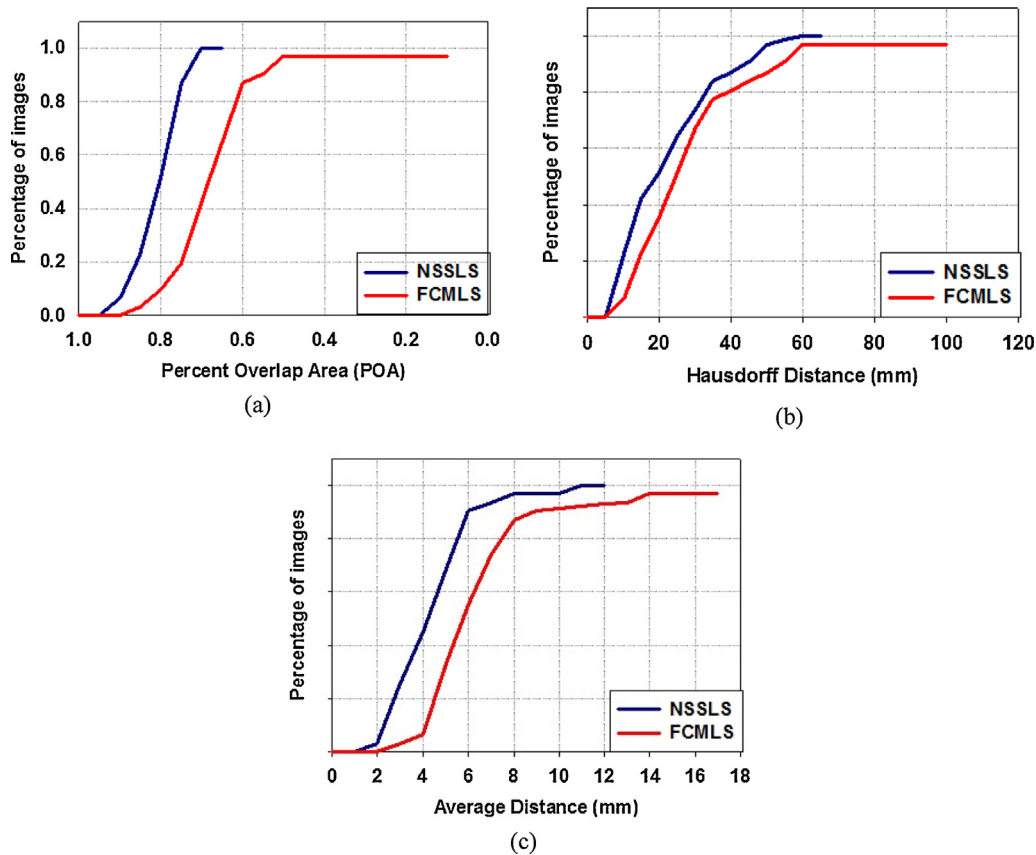 Percentage of images
1.0
0.8
0.6
0.4
0.2
0.0
NSSLS
FCMLS
1.0 0.8 0.6 0.4 0.2 0.0
Percent Overlap Area (POA)
(a)
Percentage of images
NSSLS
FCMLS
0 20 40 60 80 100 120
Hausdorff Distance (mm)
(b)
Percentage of images
NSSLS
FCMLS
0 2 4 6 8 10 12 14 16 18
Average Distance (mm)
(c)